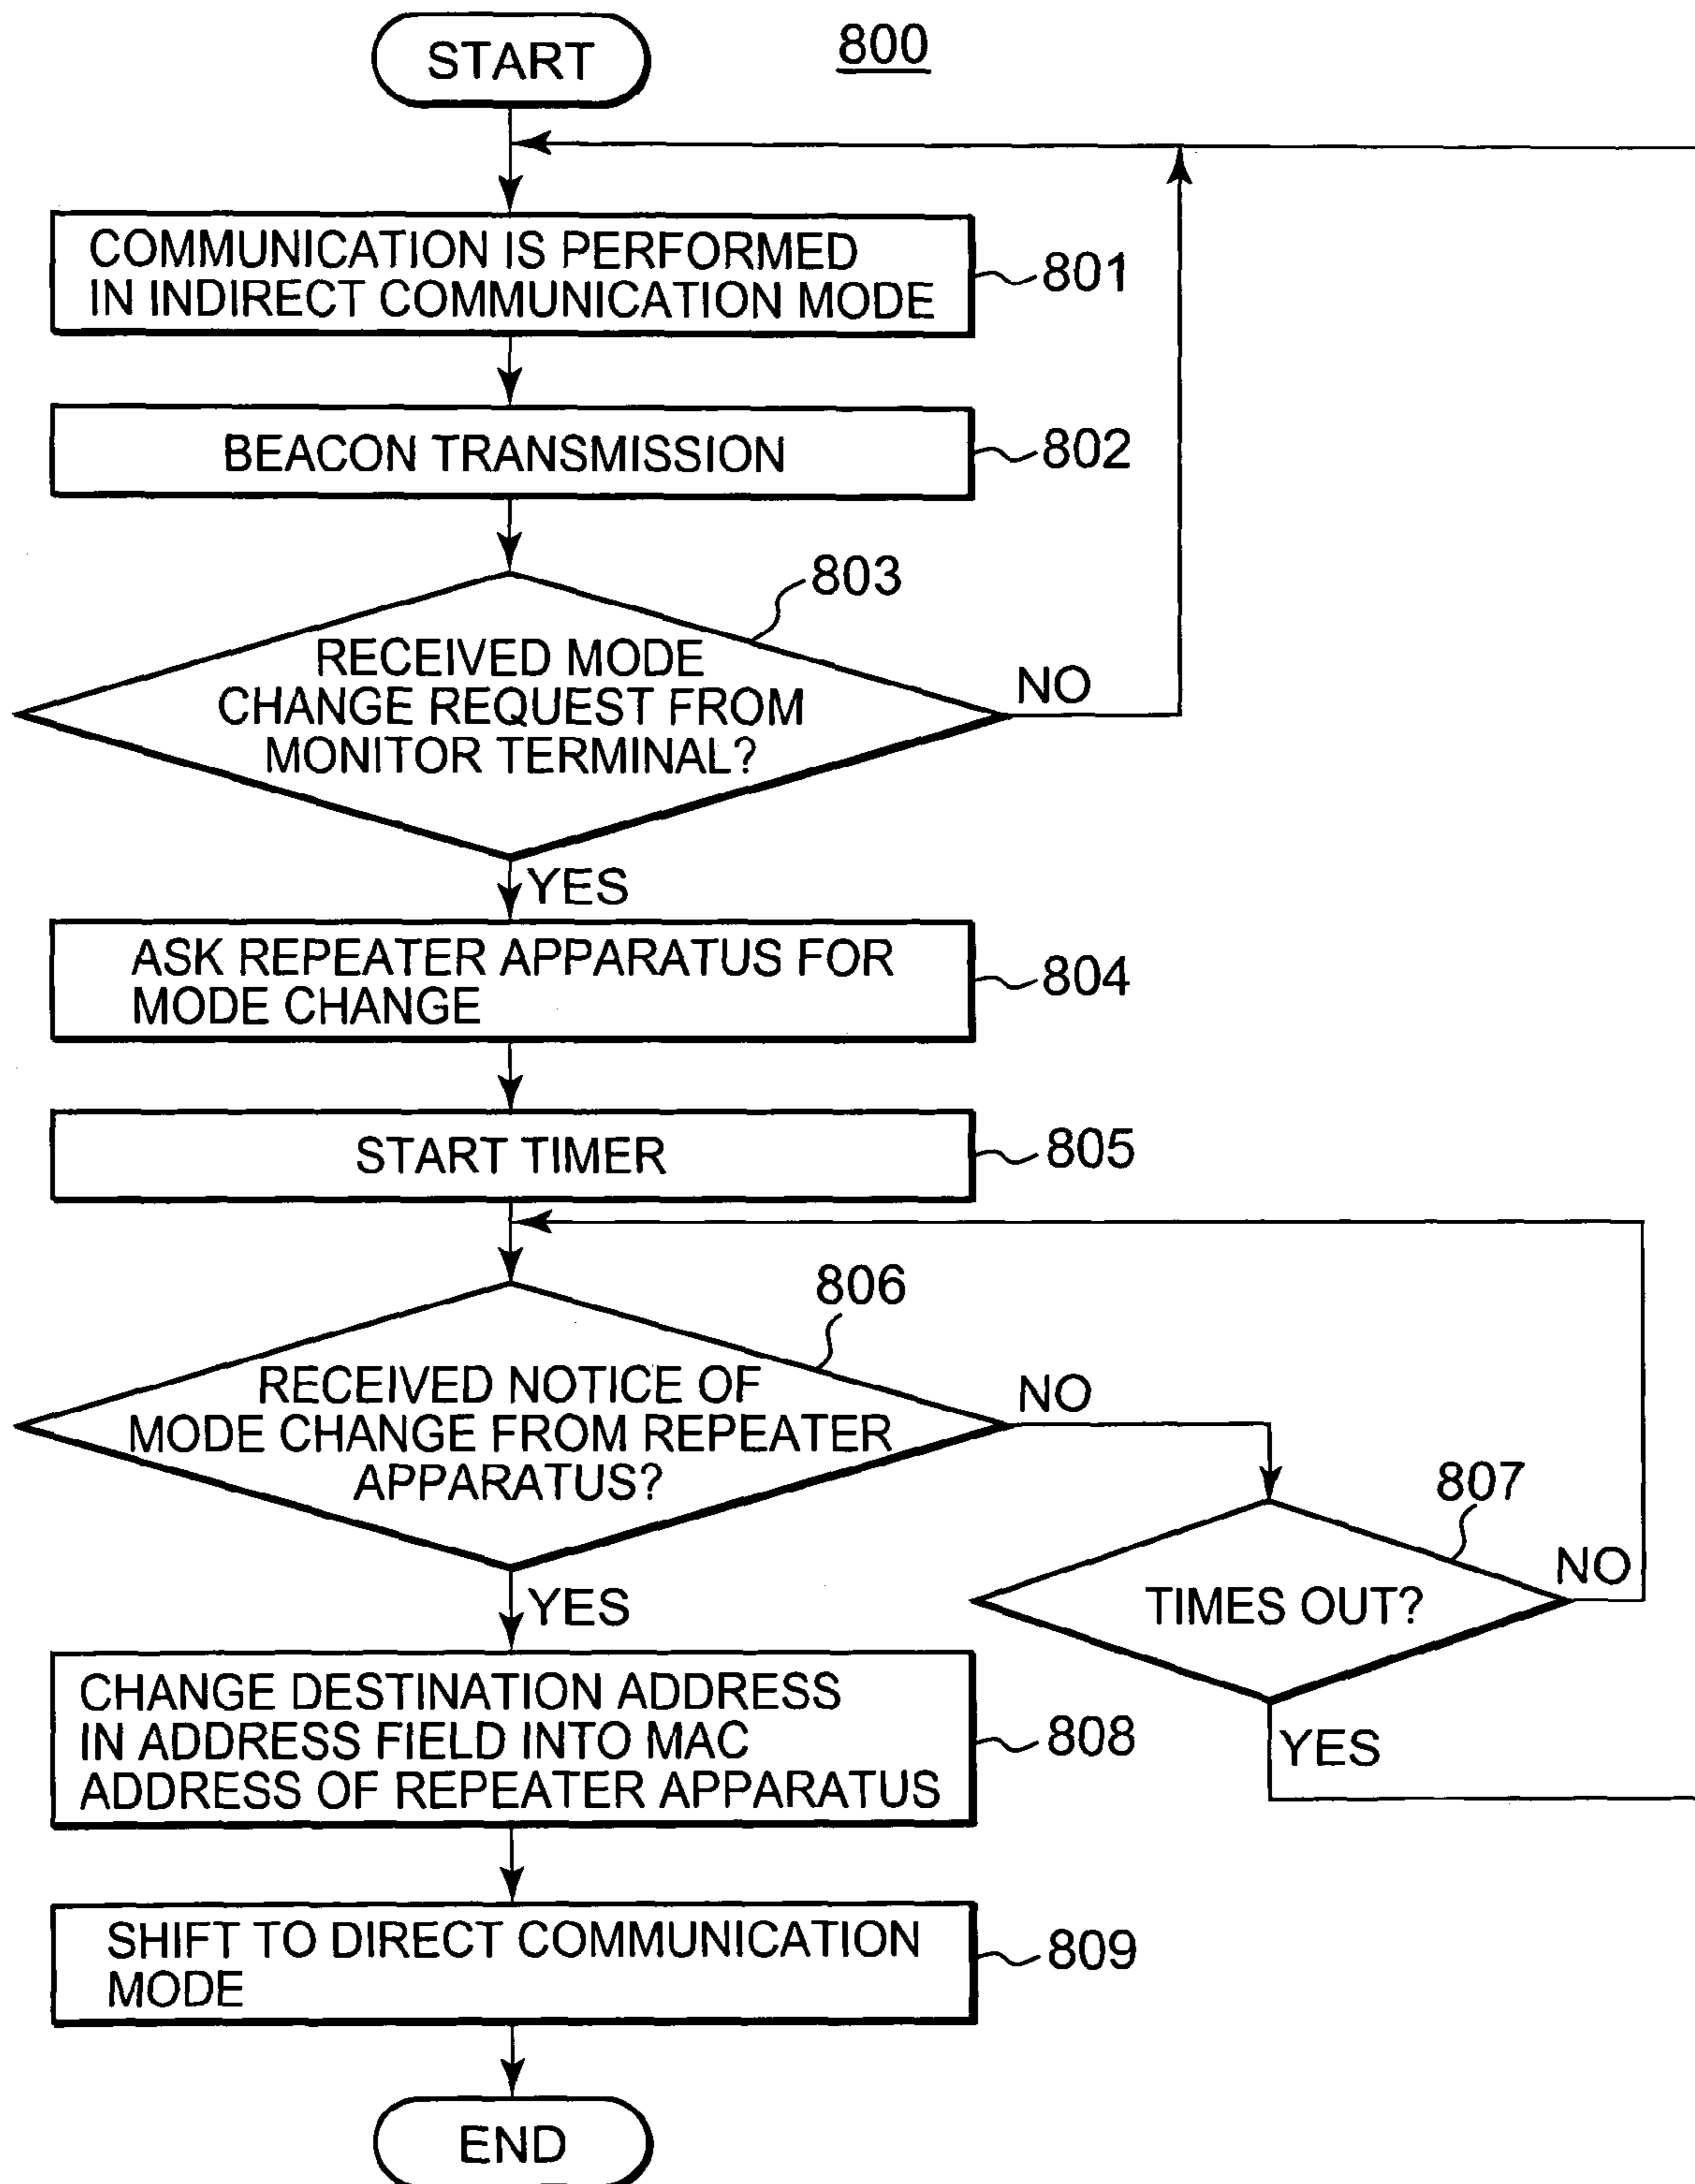 START
800
COMMUNICATION IS PERFORMED
IN INDIRECT COMMUNICATION MODE
801
BEACON TRANSMISSION
802
803
RECEIVED MODE
CHANGE REQUEST FROM
MONITOR TERMINAL?
NO
YES
ASK REPEATER APPARATUS FOR
MODE CHANGE
804
START TIMER
805
806
RECEIVED NOTICE OF
MODE CHANGE FROM REPEATER
APPARATUS?
NO
807
TIMES OUT?
NO
YES
YES
CHANGE DESTINATION ADDRESS
IN ADDRESS FIELD INTO MAC
ADDRESS OF REPEATER APPARATUS
808
SHIFT TO DIRECT COMMUNICATION
MODE
809
END